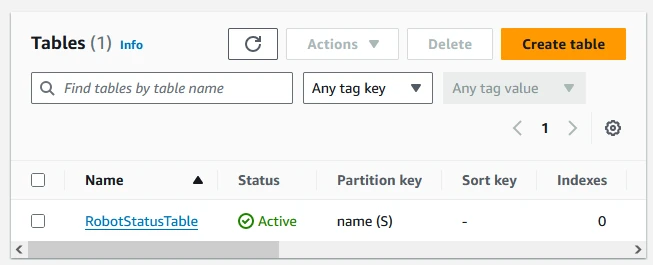 Tables (1) Info Actions Delete Create table
Find tables by table name Any tag key Any tag value
1
Name Status Partition key Sort key Indexes
RobotStatusTable Active name (S) - 0